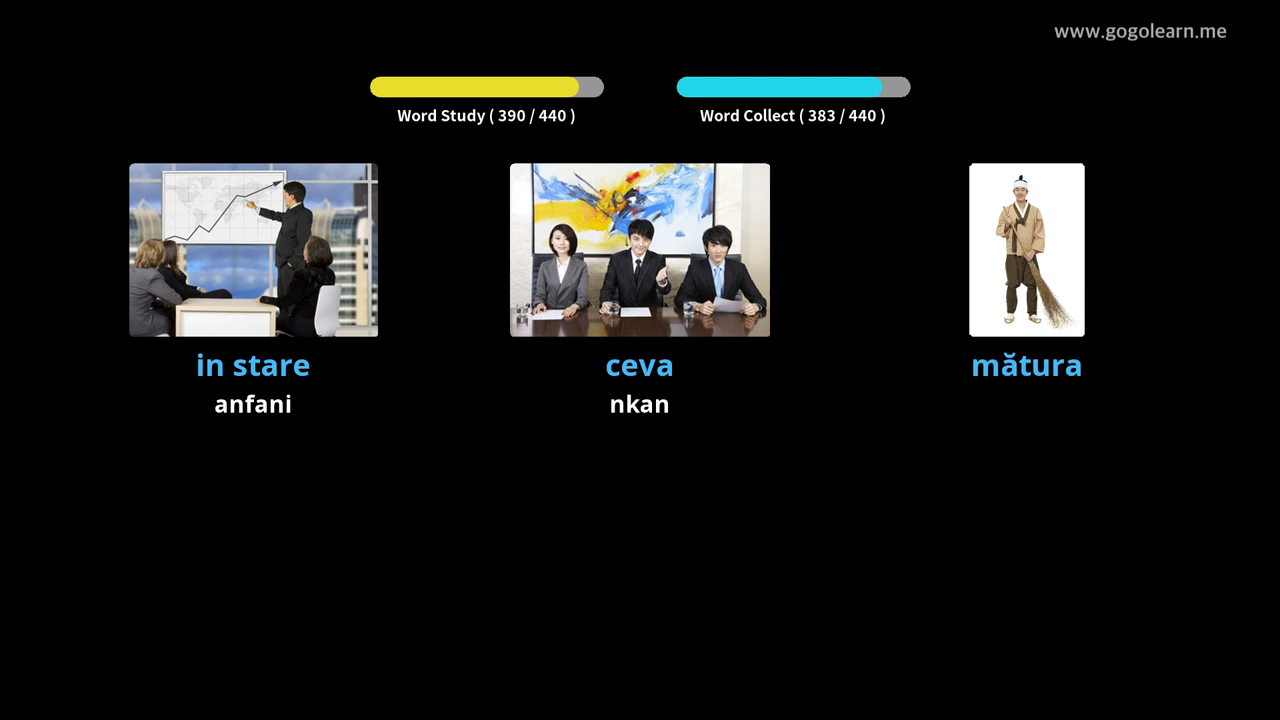 www.gogolearn.me
Word Study ( 390 / 440 )
Word Collect ( 383 / 440 )
in stare
anfani
ceva
nkan
mătura